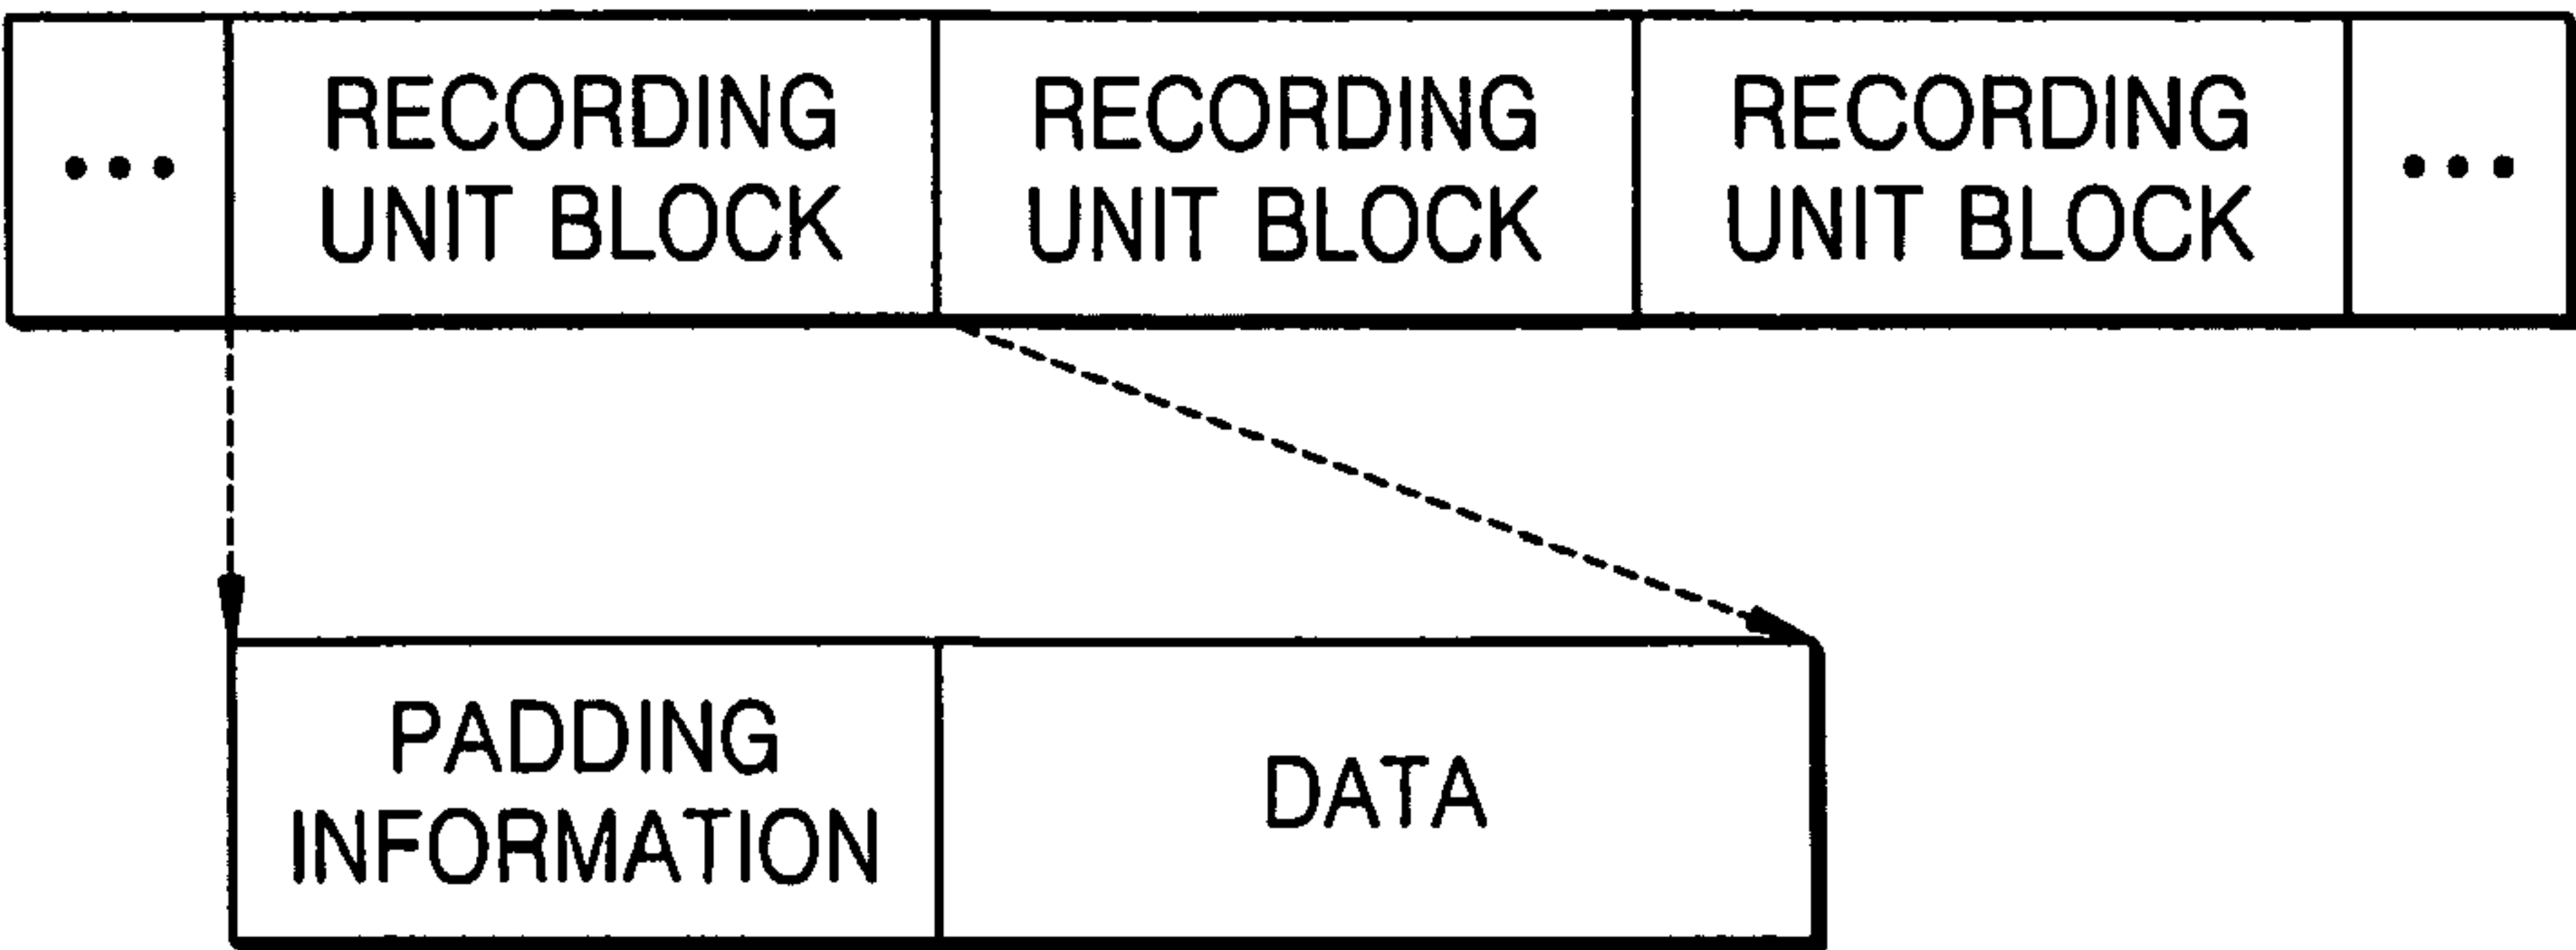 ... RECORDING RECORDING RECORDING ...
UNIT BLOCK UNIT BLOCK UNIT BLOCK
PADDING
INFORMATION
DATA